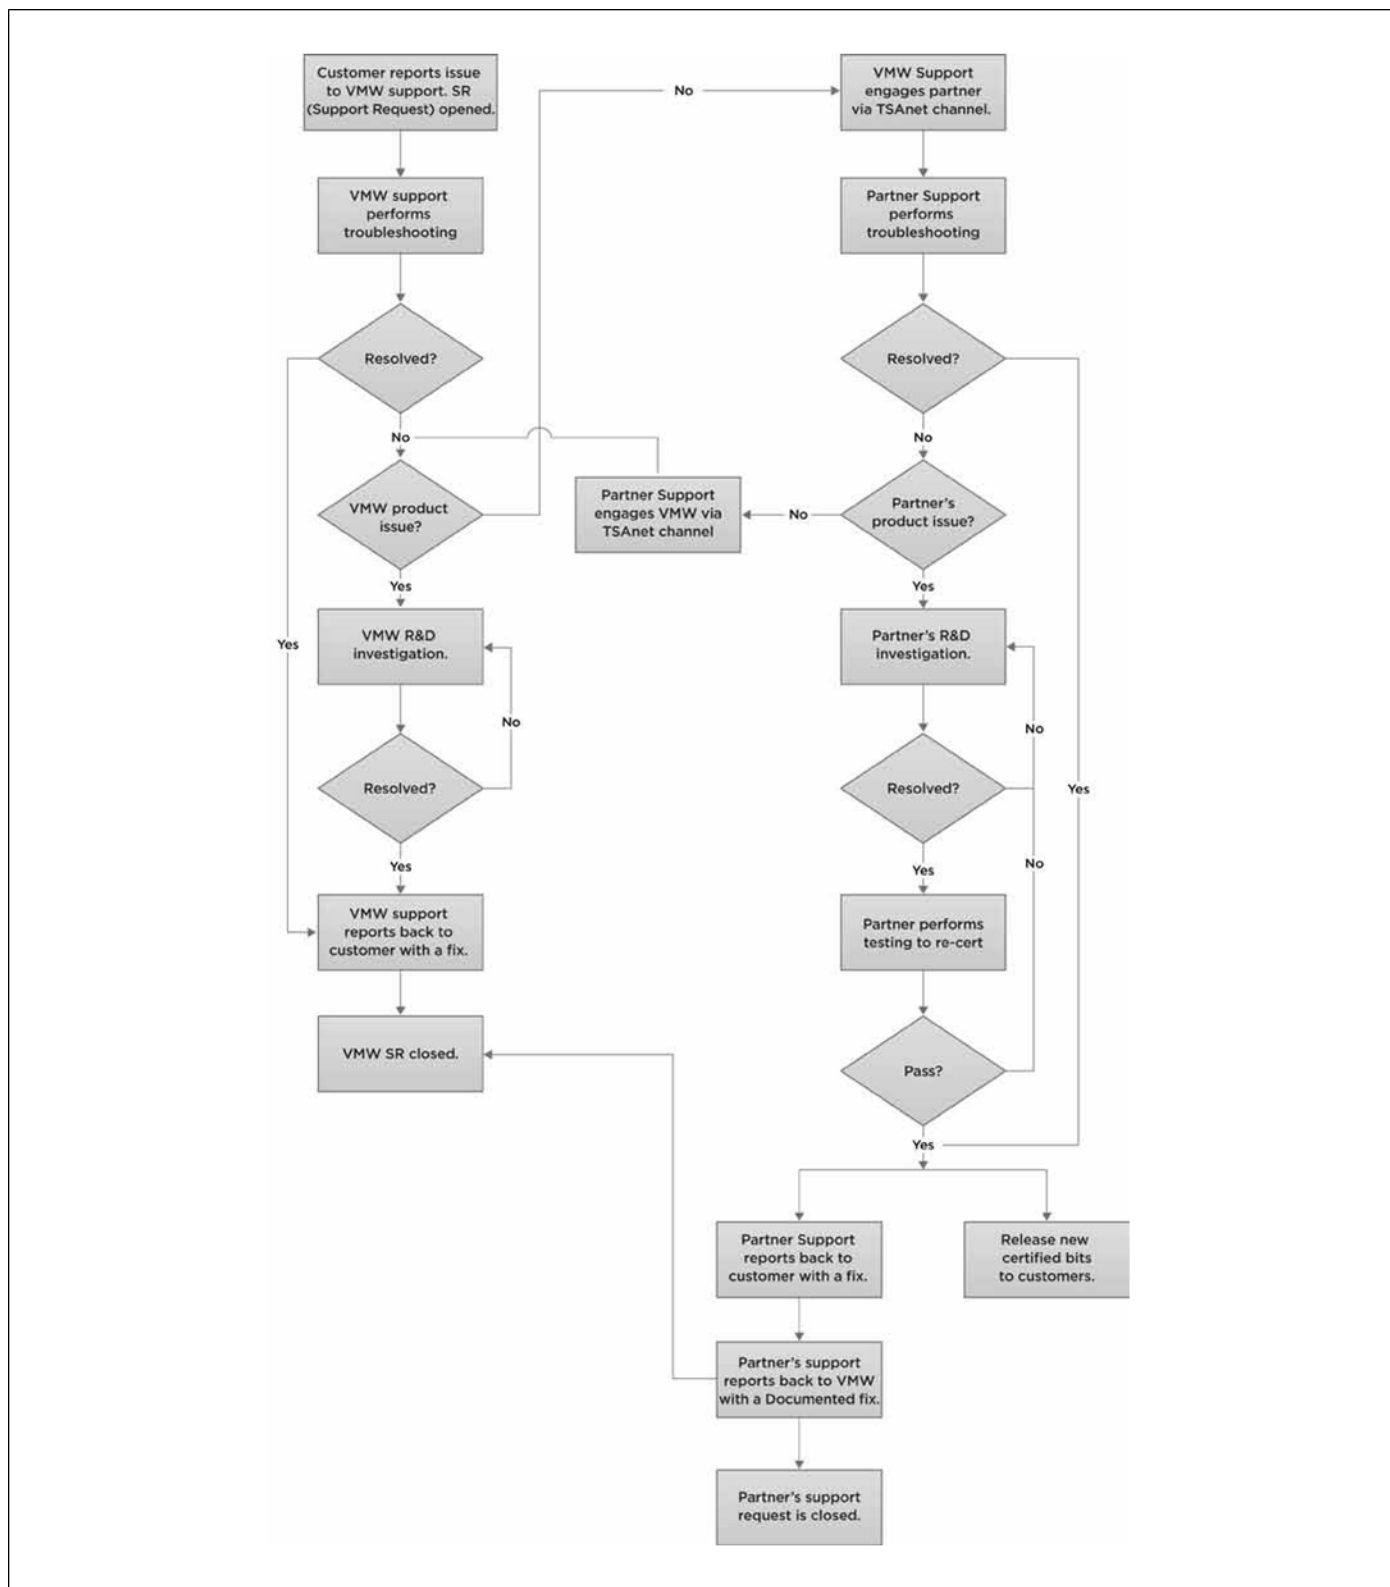 Customer reports issue
to VMW support. SR
(Support Request) opened.
No
VMW Support
engages partner
via TSAnet channel.
VMW support
performs
troubleshooting
Partner Support
performs
troubleshooting
Resolved?
Resolved?
No
No
VMW product
issue?
Partner Support
engages VMW via
TSAnet channel
No
Partner's
product issue?
Yes
Yes
Yes
VMW R&D
investigation.
Partner's R&D
investigation.
No
No
Resolved?
Resolved?
Yes
Yes
No
Yes
VMW support
reports back to
customer with a fix.
Partner performs
testing to re-cert
VMW SR closed.
Pass?
Yes
Partner Support
reports back to
customer with a fix.
Release new
certified bits
to customers.
Partner's support
reports back to VMW
with a Documented fix.
Partner's support
request is closed.